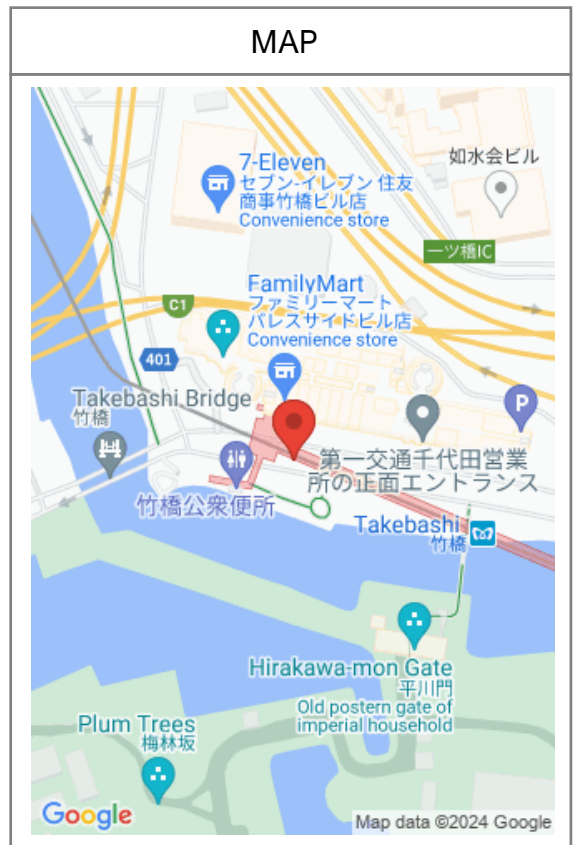 MAP
7-Eleven
セブン-イレブン 住友
商事竹橋ビル店
Convenience store
如水会ビル
一ツ橋IC
FamilyMart
ファミリーマート
パレスサイドビル店
Convenience store
C1
401
Takebashi Bridge
竹橋
P
第一交通千代田営業
所の正面エントランス
竹橋公衆便所
Takebashi
竹橋
Hirakawa-mon Gate
平川門
Old postern gate of
imperial household
Plum Trees
梅林坂
Google
Map data ©2024 Google